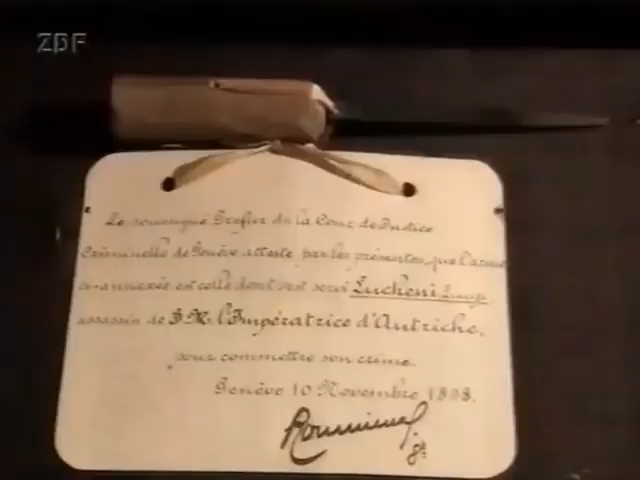 ZDF
Le soussigné Greffier de la Cour de Justice
Criminelle de Genève atteste par les présentes, que l'arme
ci-annexée est celle dont s'est servi Lucheni Luigi
assassin de S. M. l'Impératrice d'Autriche,
pour commettre son crime.
Genève 10 Novembre 1898.